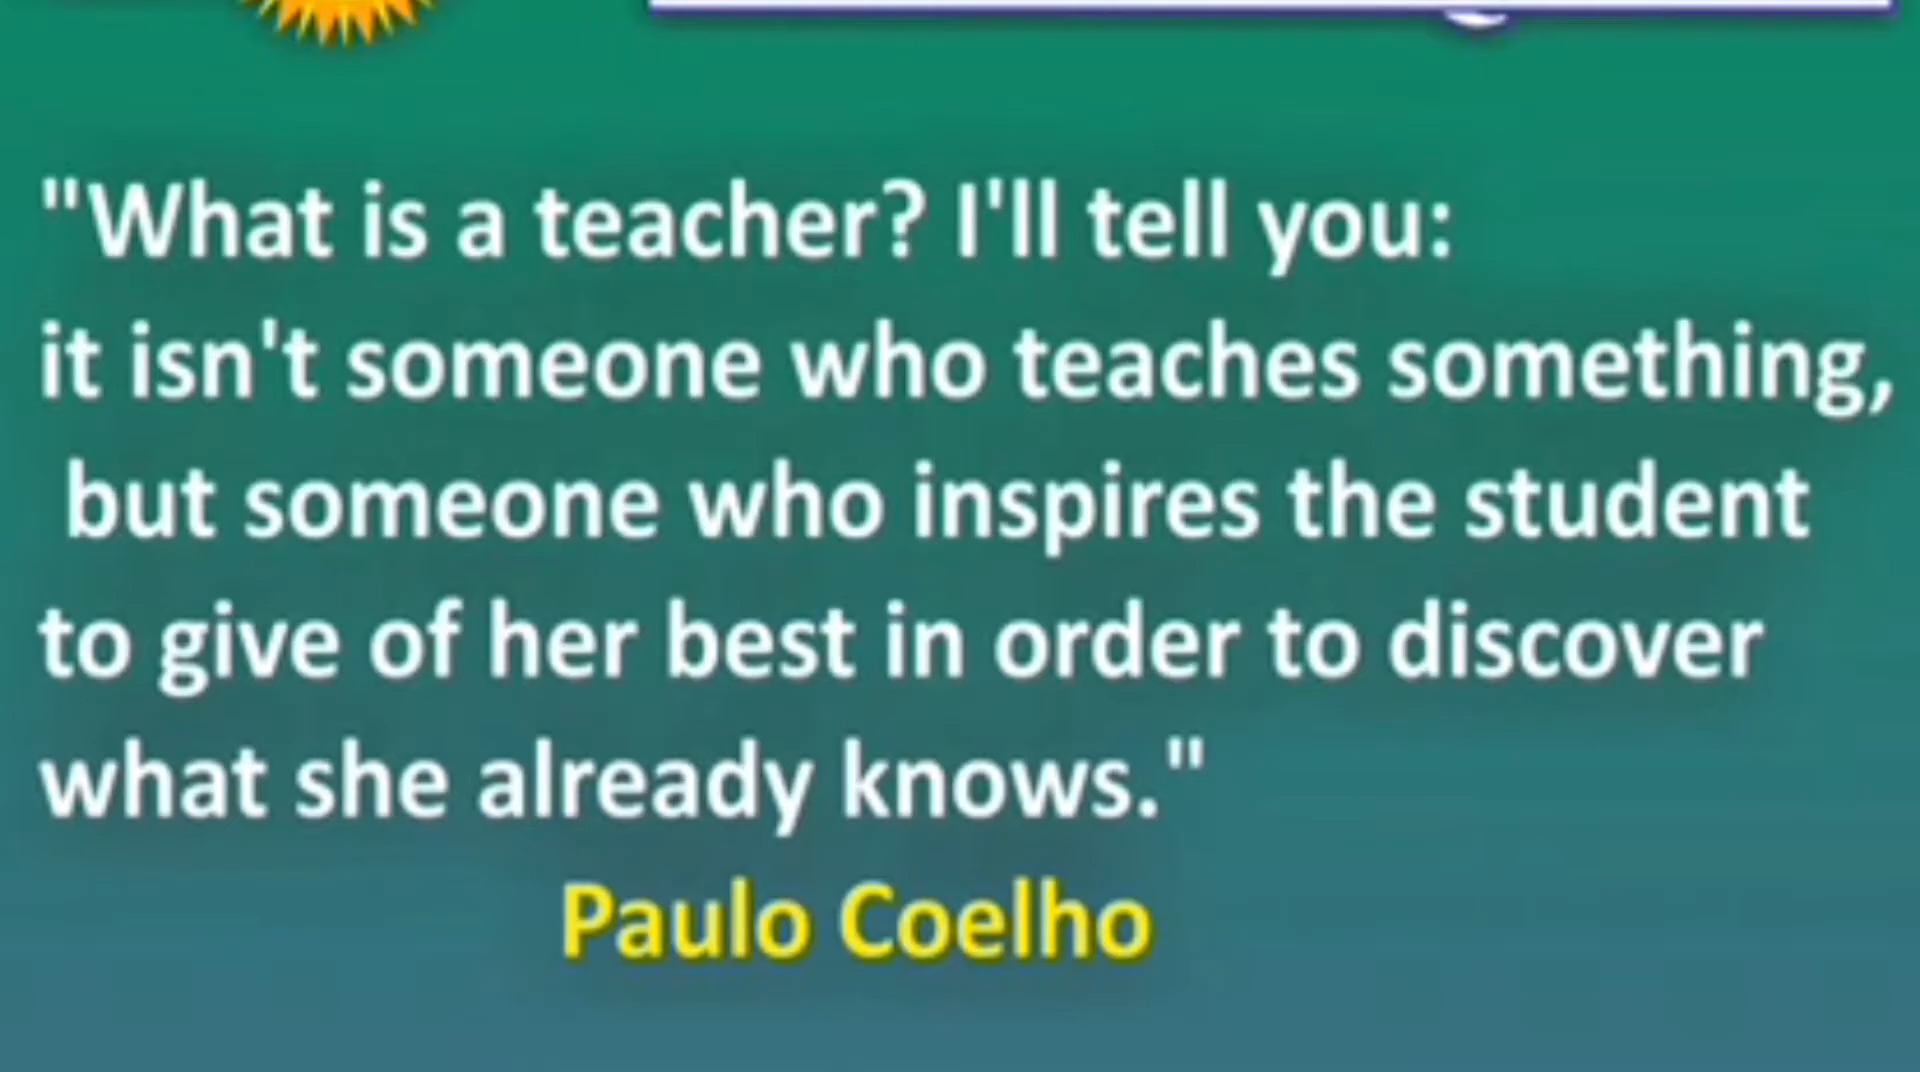 "What is a teacher? I'll tell you:
it isn't someone who teaches something,
but someone who inspires the student
to give of her best in order to discover
what she already knows."
Paulo Coelho